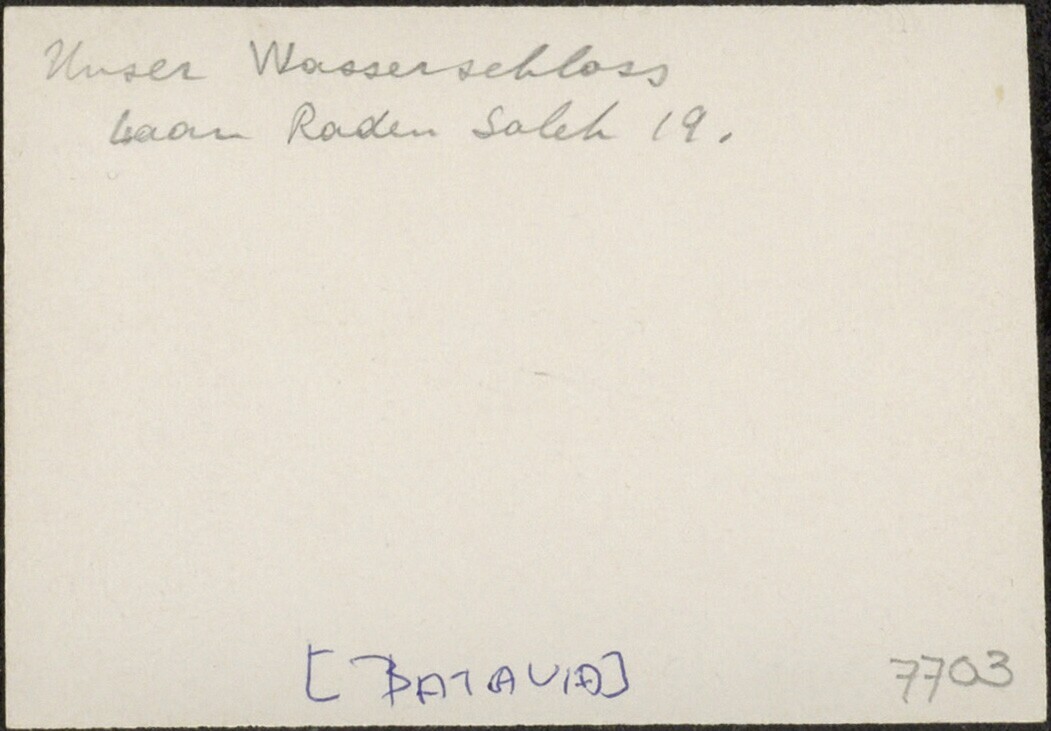 Unser Wasserschloss
Laan Raden Saleh 19.
[BATAVIA]
7703